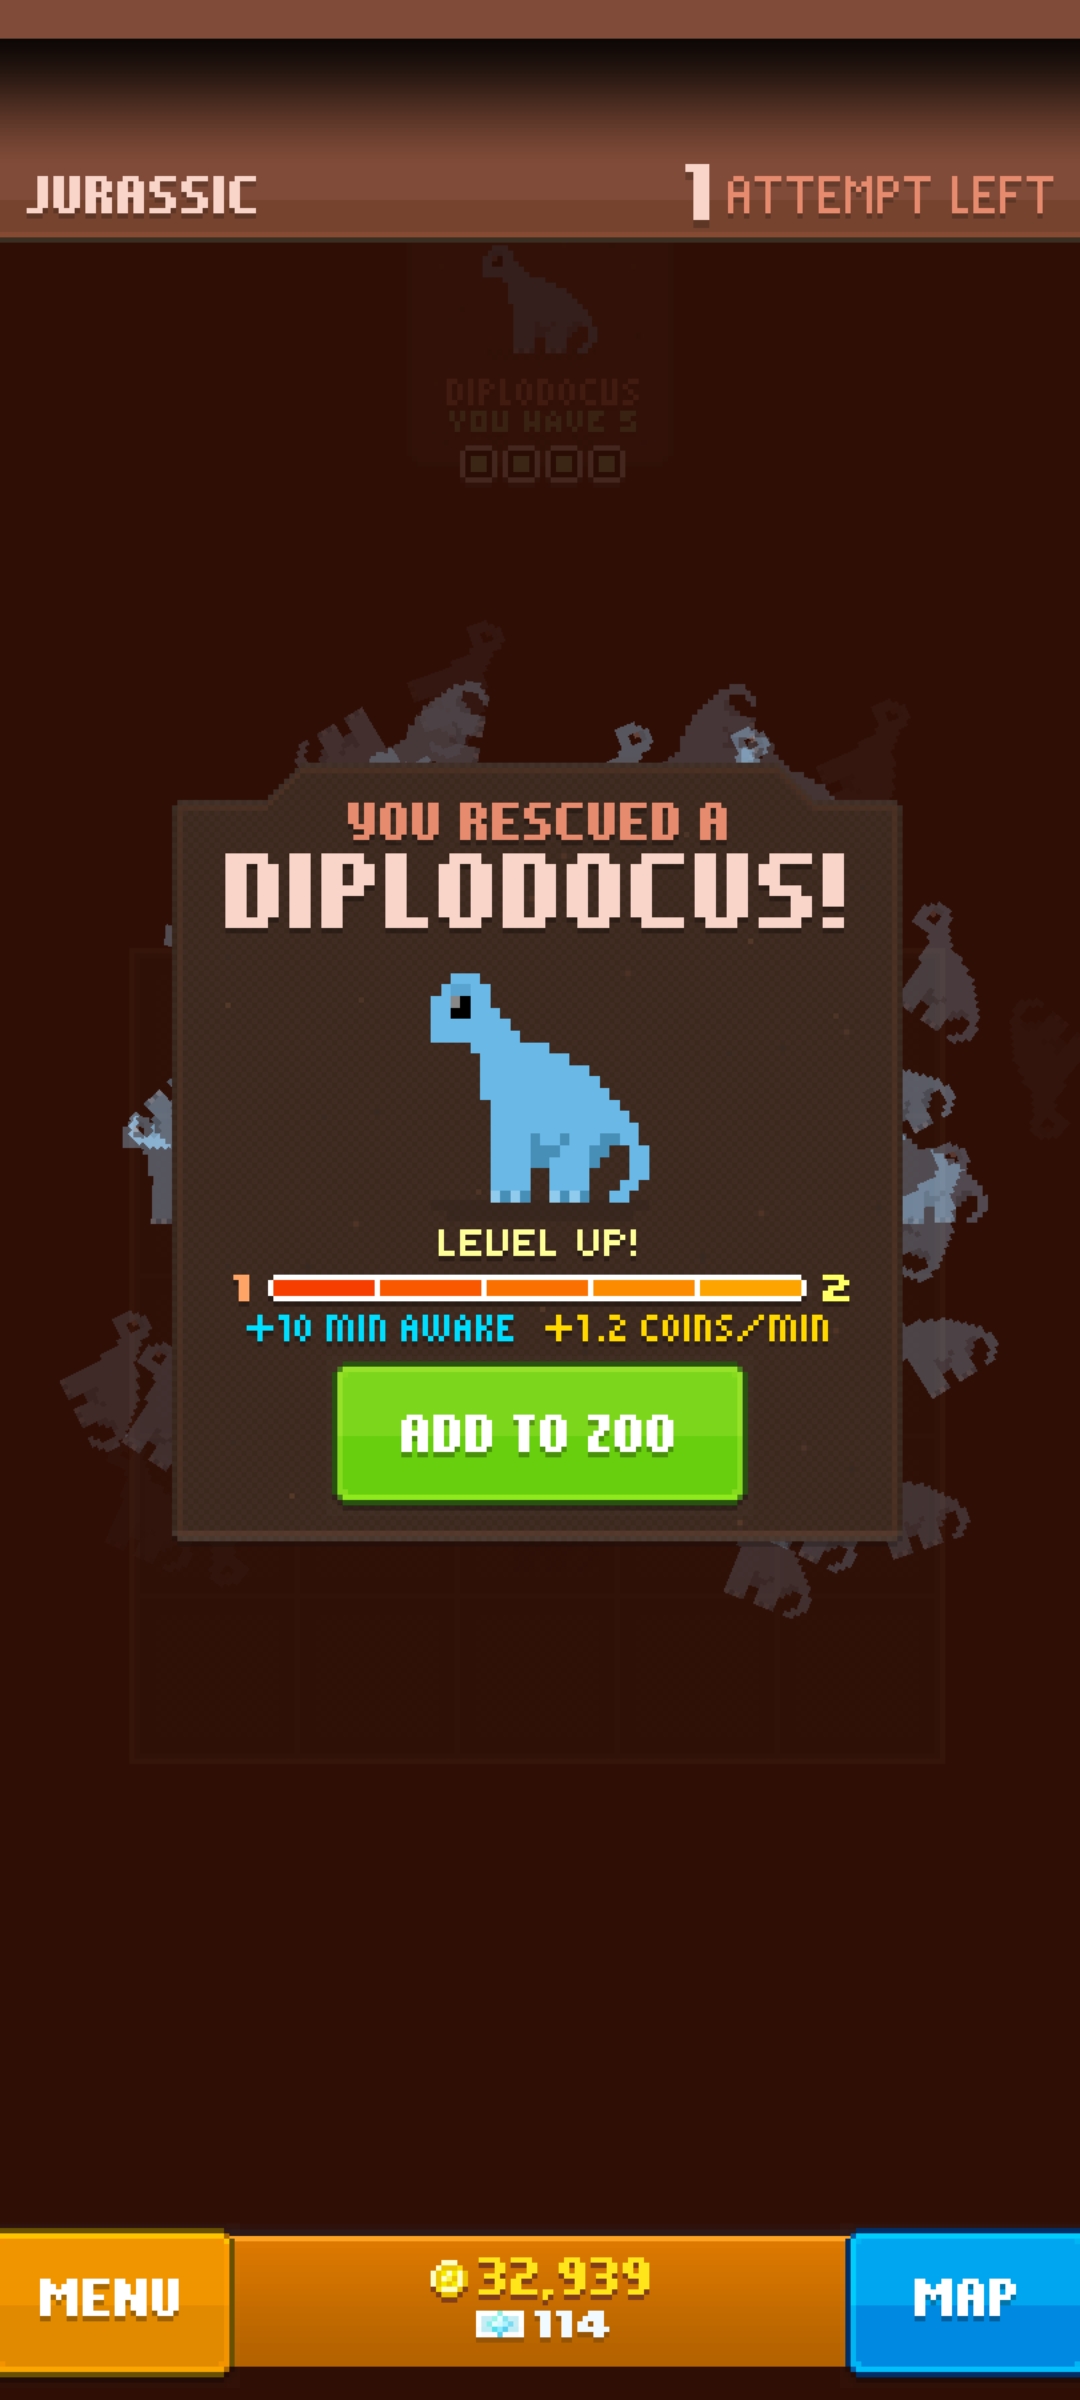 JURASSIC
1 ATTEMPT LEFT
DIPLODOCUS
YOU HAVE 5
YOU RESCUED A
DIPLODOCUS!
LEVEL UP!
1 2
+10 MIN AWAKE +1.2 COINS/MIN
ADD TO ZOO
MENU
32,939
114
MAP